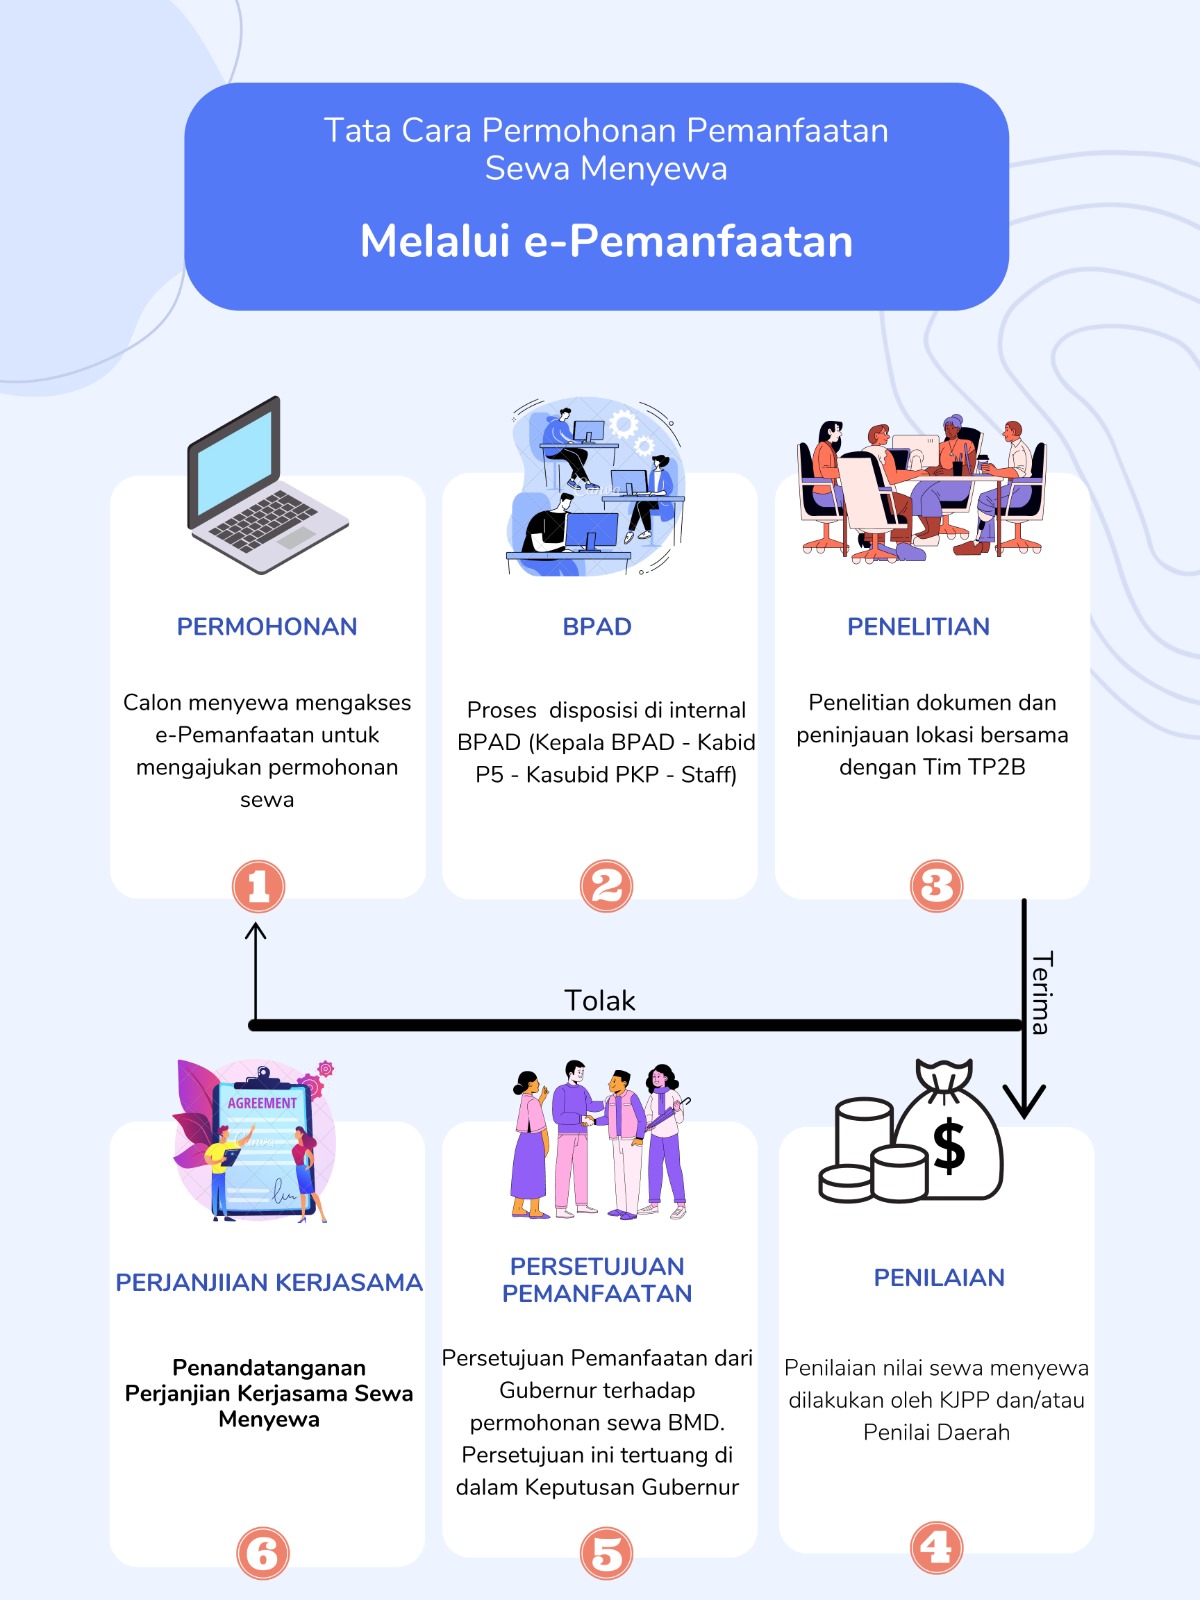 Tata Cara Permohonan Pemanfaatan
Sewa Menyewa
Melalui e-Pemanfaatan
PERMOHONAN
Calon menyewa mengakses
e-Pemanfaatan untuk
mengajukan permohonan
sewa
1
BPAD
Proses disposisi di internal
BPAD (Kepala BPAD - Kabid
P5 - Kasubid PKP - Staff)
2
PENELITIAN
Penelitian dokumen dan
peninjauan lokasi bersama
dengan Tim TP2B
3
Tolak
Terima
$
PENILAIAN
Penilaian nilai sewa menyewa
dilakukan oleh KJPP dan/atau
Penilai Daerah
4
PERSETUJUAN
PEMANFAATAN
Persetujuan Pemanfaatan dari
Gubernur terhadap
permohonan sewa BMD.
Persetujuan ini tertuang di
dalam Keputusan Gubernur
5
AGREEMENT
Canva
PERJANJIIAN KERJASAMA
Penandatanganan
Perjanjian Kerjasama Sewa
Menyewa
6